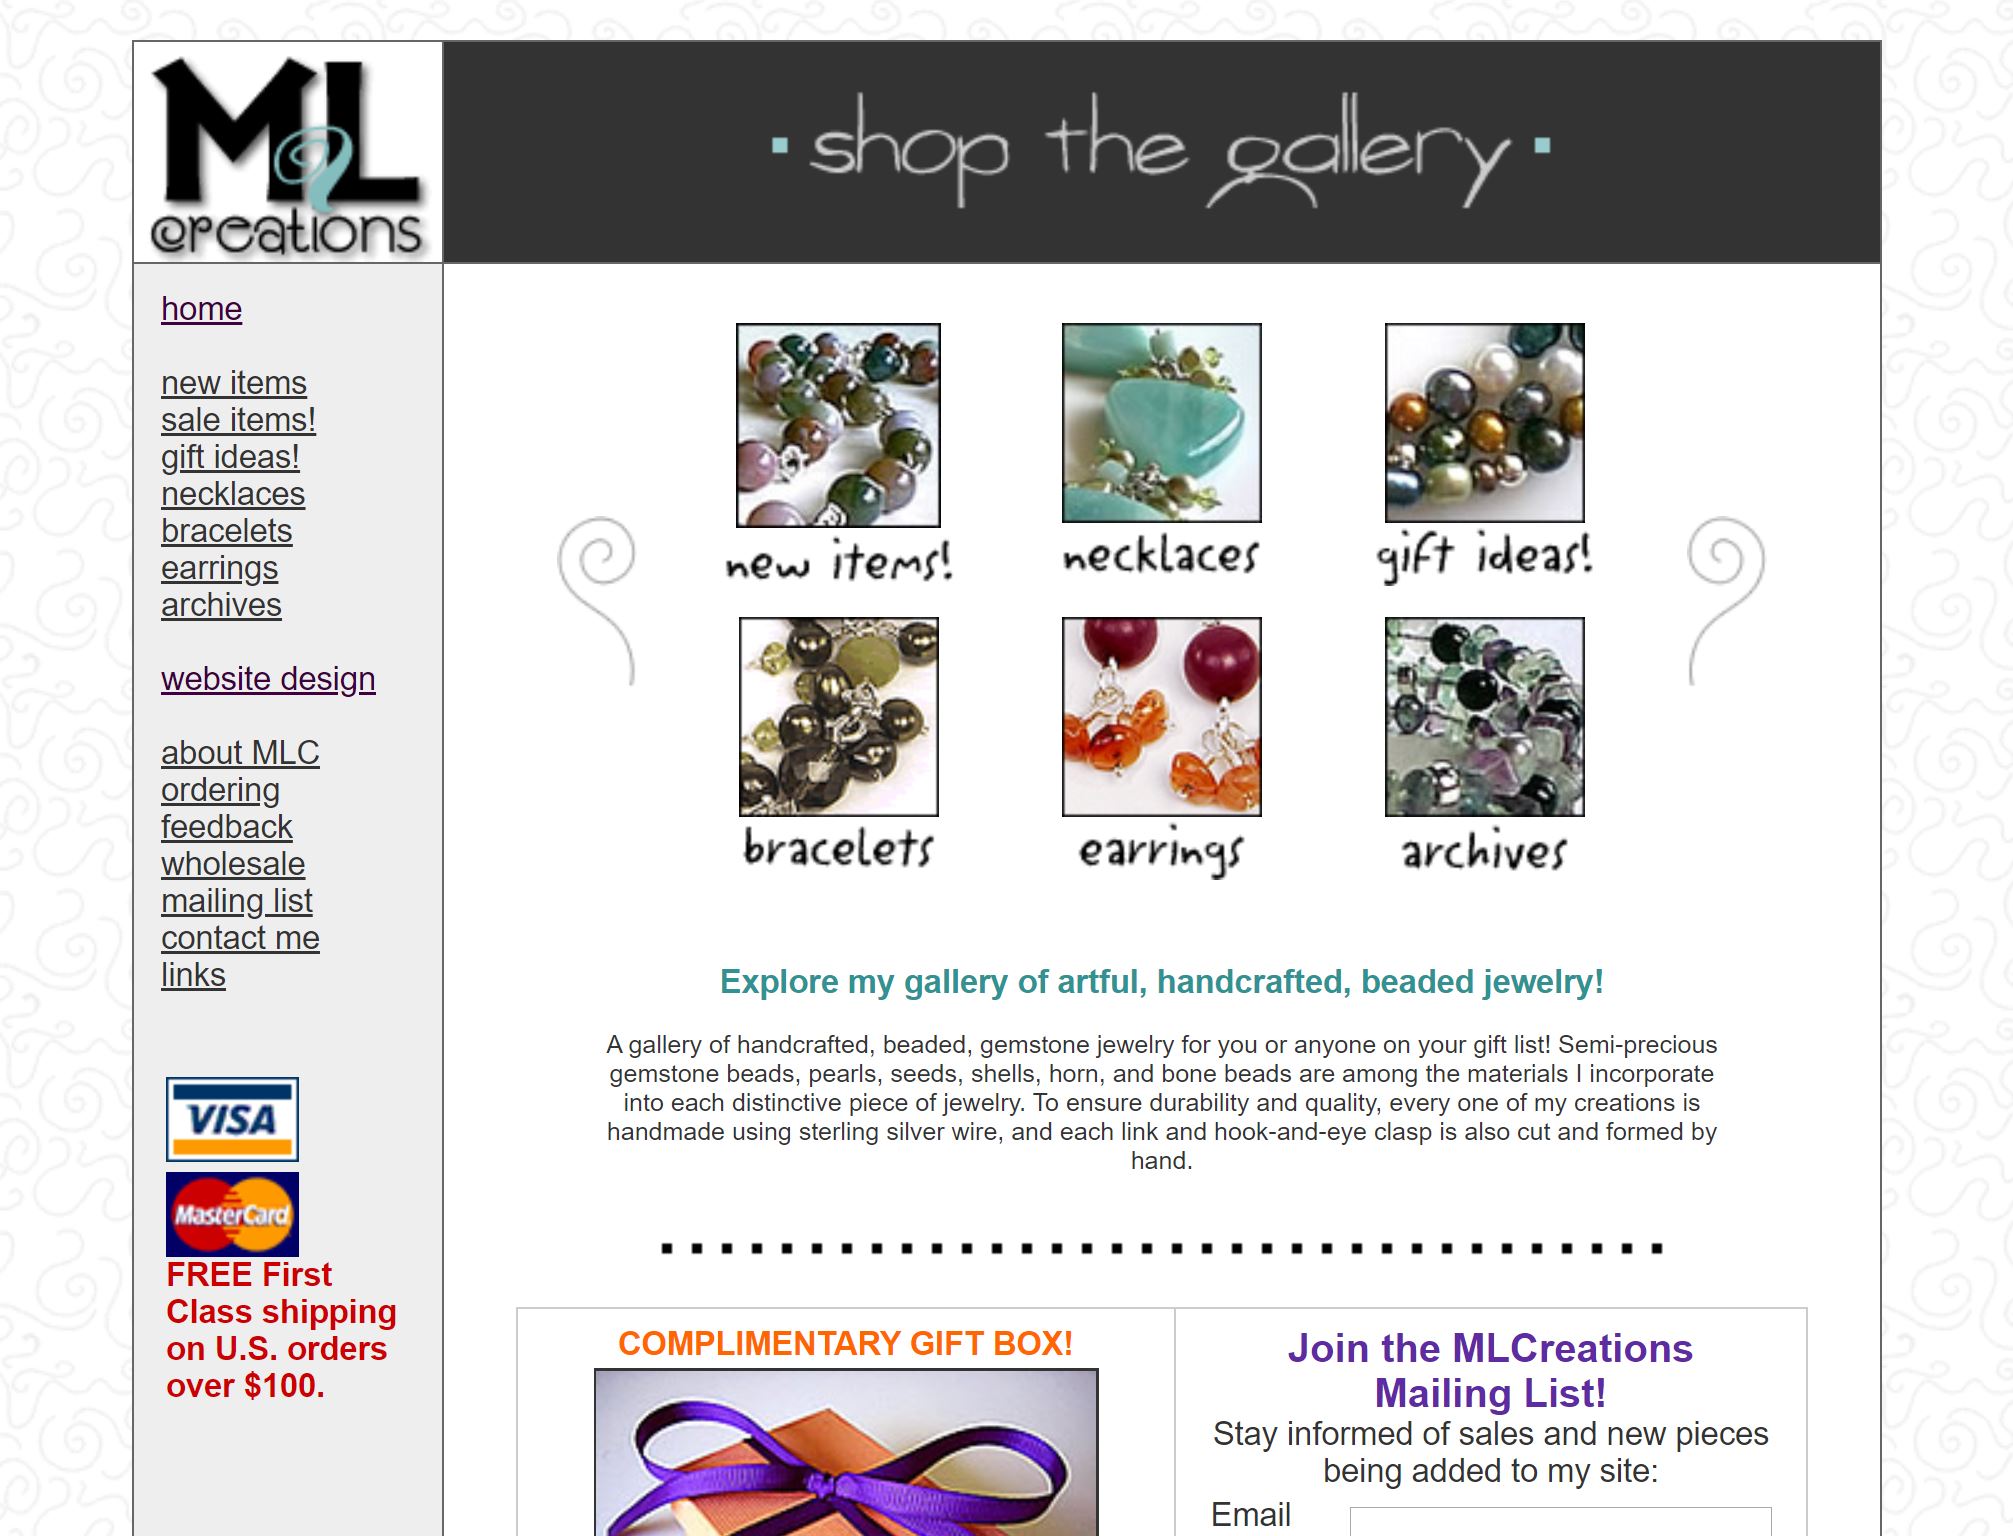 ML
creations
shop the gallery
home
new items
sale items!
gift ideas!
necklaces
bracelets
earrings
archives
website design
about MLC
ordering
feedback
wholesale
mailing list
contact me
links
VISA
MasterCard
FREE First
Class shipping
on U.S. orders
over $100.
new items!
necklaces
gift ideas!
bracelets
earrings
archives
Explore my gallery of artful, handcrafted, beaded jewelry!
A gallery of handcrafted, beaded, gemstone jewelry for you or anyone on your gift list! Semi-precious
gemstone beads, pearls, seeds, shells, horn, and bone beads are among the materials I incorporate
into each distinctive piece of jewelry. To ensure durability and quality, every one of my creations is
handmade using sterling silver wire, and each link and hook-and-eye clasp is also cut and formed by
hand.
COMPLIMENTARY GIFT BOX!
Join the MLCreations
Mailing List!
Stay informed of sales and new pieces
being added to my site:
Email